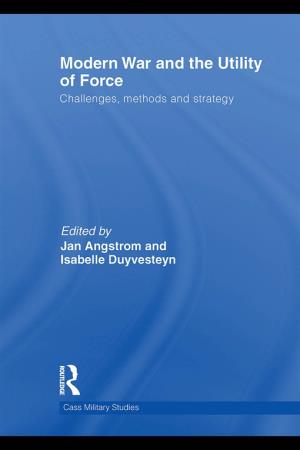 Modern War and the Utility
of Force
Challenges, methods and strategy
Edited by
Jan Angstrom and
Isabelle Duyvesteyn
ROUTLEDGE
Cass Military Studies